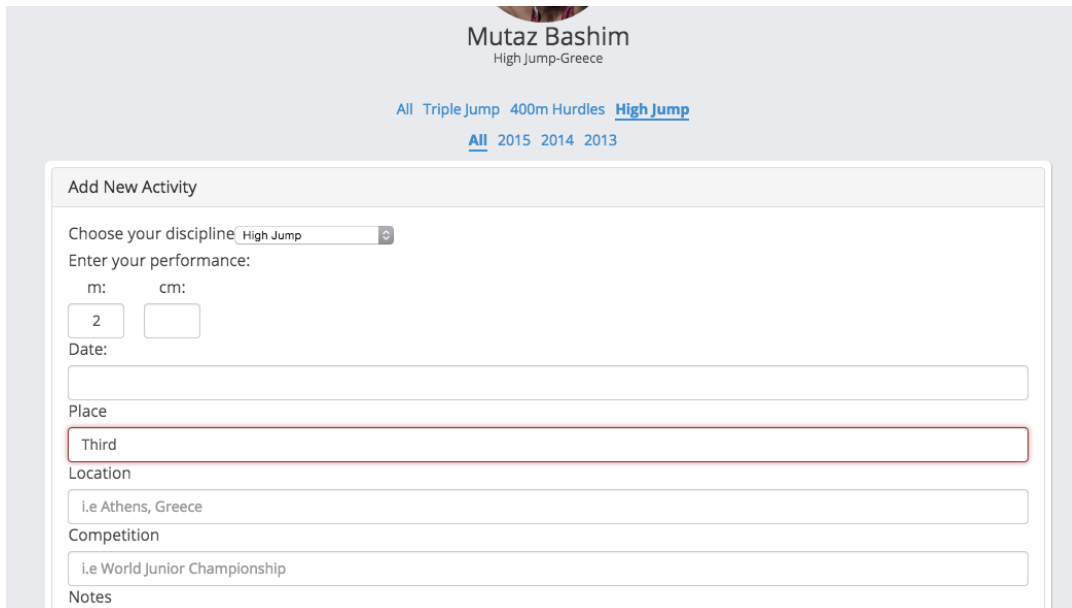 Mutaz Bashim
High Jump-Greece
All Triple Jump 400m Hurdles High Jump
All 2015 2014 2013
Add New Activity
Choose your discipline High Jump
Enter your performance:
m: cm:
2
Date:
Place
Third
Location
i.e Athens, Greece
Competition
i.e World Junior Championship
Notes